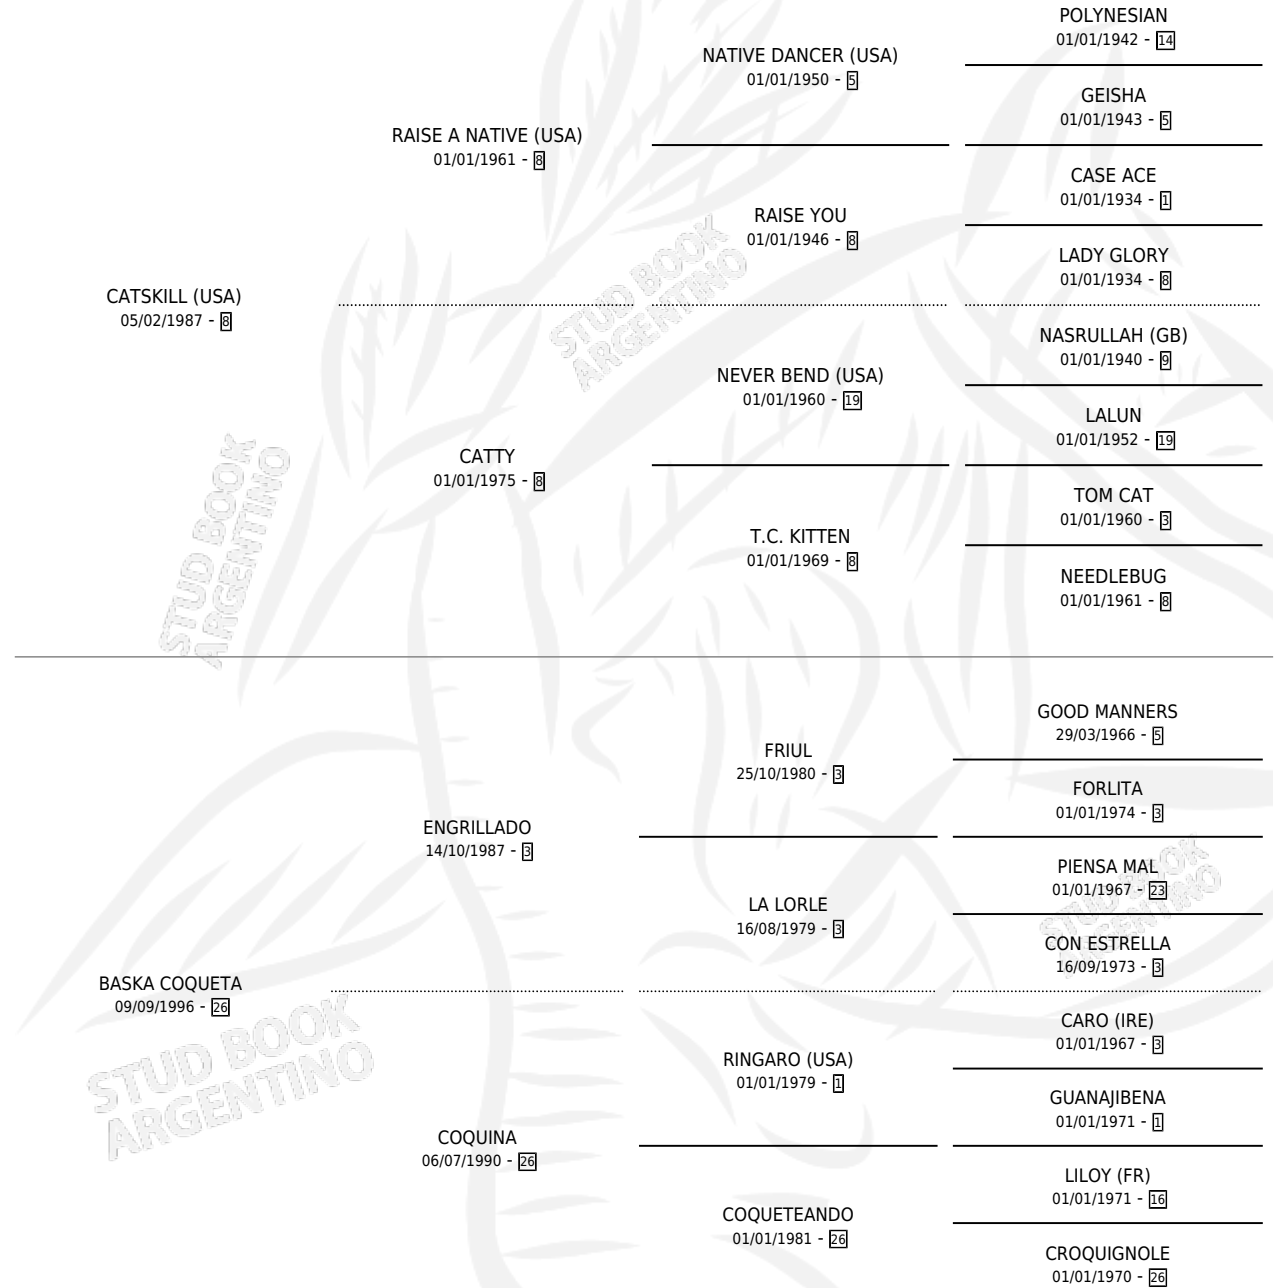 POLYNESIAN
01/01/1942 - 14
NATIVE DANCER (USA)
01/01/1950 - 5
GEISHA
01/01/1943 - 5
RAISE A NATIVE (USA)
01/01/1961 - 8
CASE ACE
01/01/1934 - 1
RAISE YOU
01/01/1946 - 8
LADY GLORY
01/01/1934 - 8
CATSKILL (USA)
05/02/1987 - 8
STUD BOOK
ARGENTINO
NASRULLAH (GB)
01/01/1940 - 9
NEVER BEND (USA)
01/01/1960 - 19
LALUN
01/01/1952 - 19
CATTY
01/01/1975 - 8
TOM CAT
01/01/1960 - 3
T.C. KITTEN
01/01/1969 - 8
NEEDLEBUG
01/01/1961 - 8
STUD BOOK
ARGENTINO
GOOD MANNERS
29/03/1966 - 5
FRIUL
25/10/1980 - 3
FORLITA
01/01/1974 - 3
ENGRILLADO
14/10/1987 - 3
PIENSA MAL
01/01/1967 - 23
LA LORLE
16/08/1979 - 3
CON ESTRELLA
16/09/1973 - 3
STUD BOOK
ARGENTINO
BASKA COQUETA
09/09/1996 - 26
CARO (IRE)
01/01/1967 - 3
RINGARO (USA)
01/01/1979 - 1
GUANAJIBENA
01/01/1971 - 1
STUD BOOK
ARGENTINO
COQUINA
06/07/1990 - 26
LILOY (FR)
01/01/1971 - 16
COQUETEANDO
01/01/1981 - 26
CROQUIGNOLE
01/01/1970 - 26